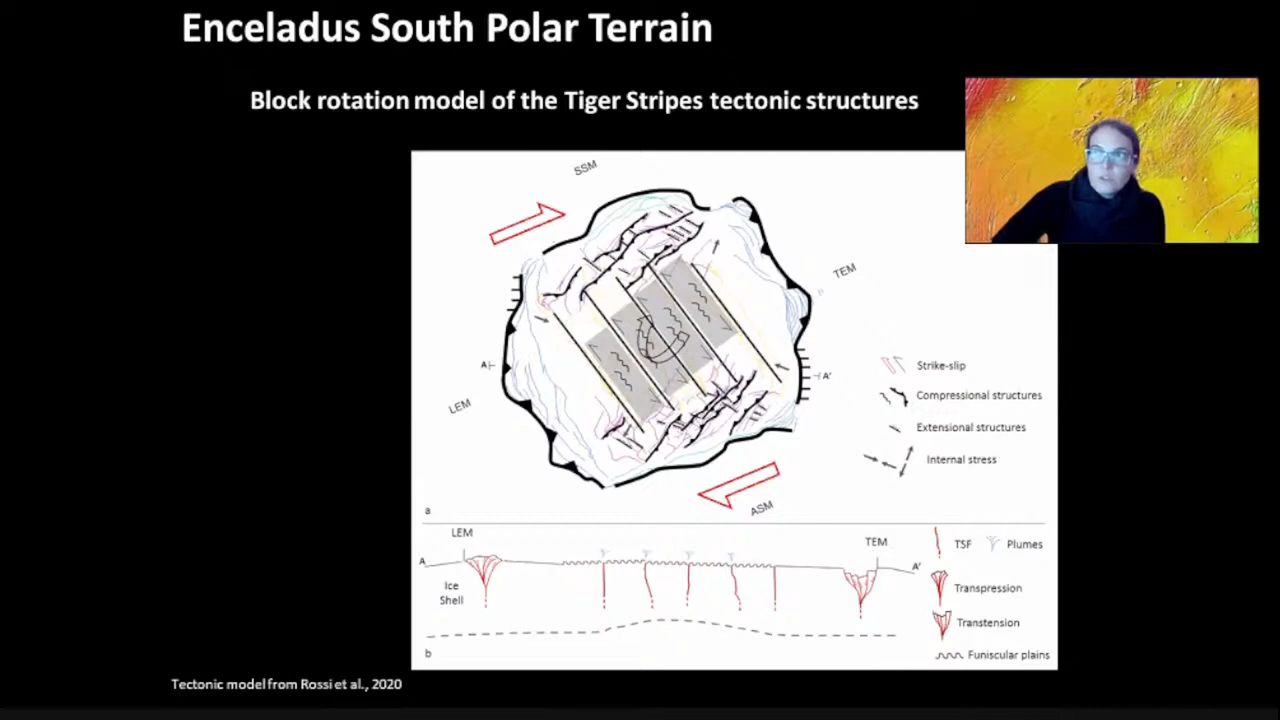 Enceladus South Polar Terrain
Block rotation model of the Tiger Stripes tectonic structures
SSM
TEM
A
A'
LEM
ASM
Strike-slip
Compressional structures
Extensional structures
Internal stress
a
LEM
TEM
A
A'
Ice
Shell
TSF
Plumes
Transpression
Transtension
Funiscular plains
b
Tectonic model from Rossi et al., 2020